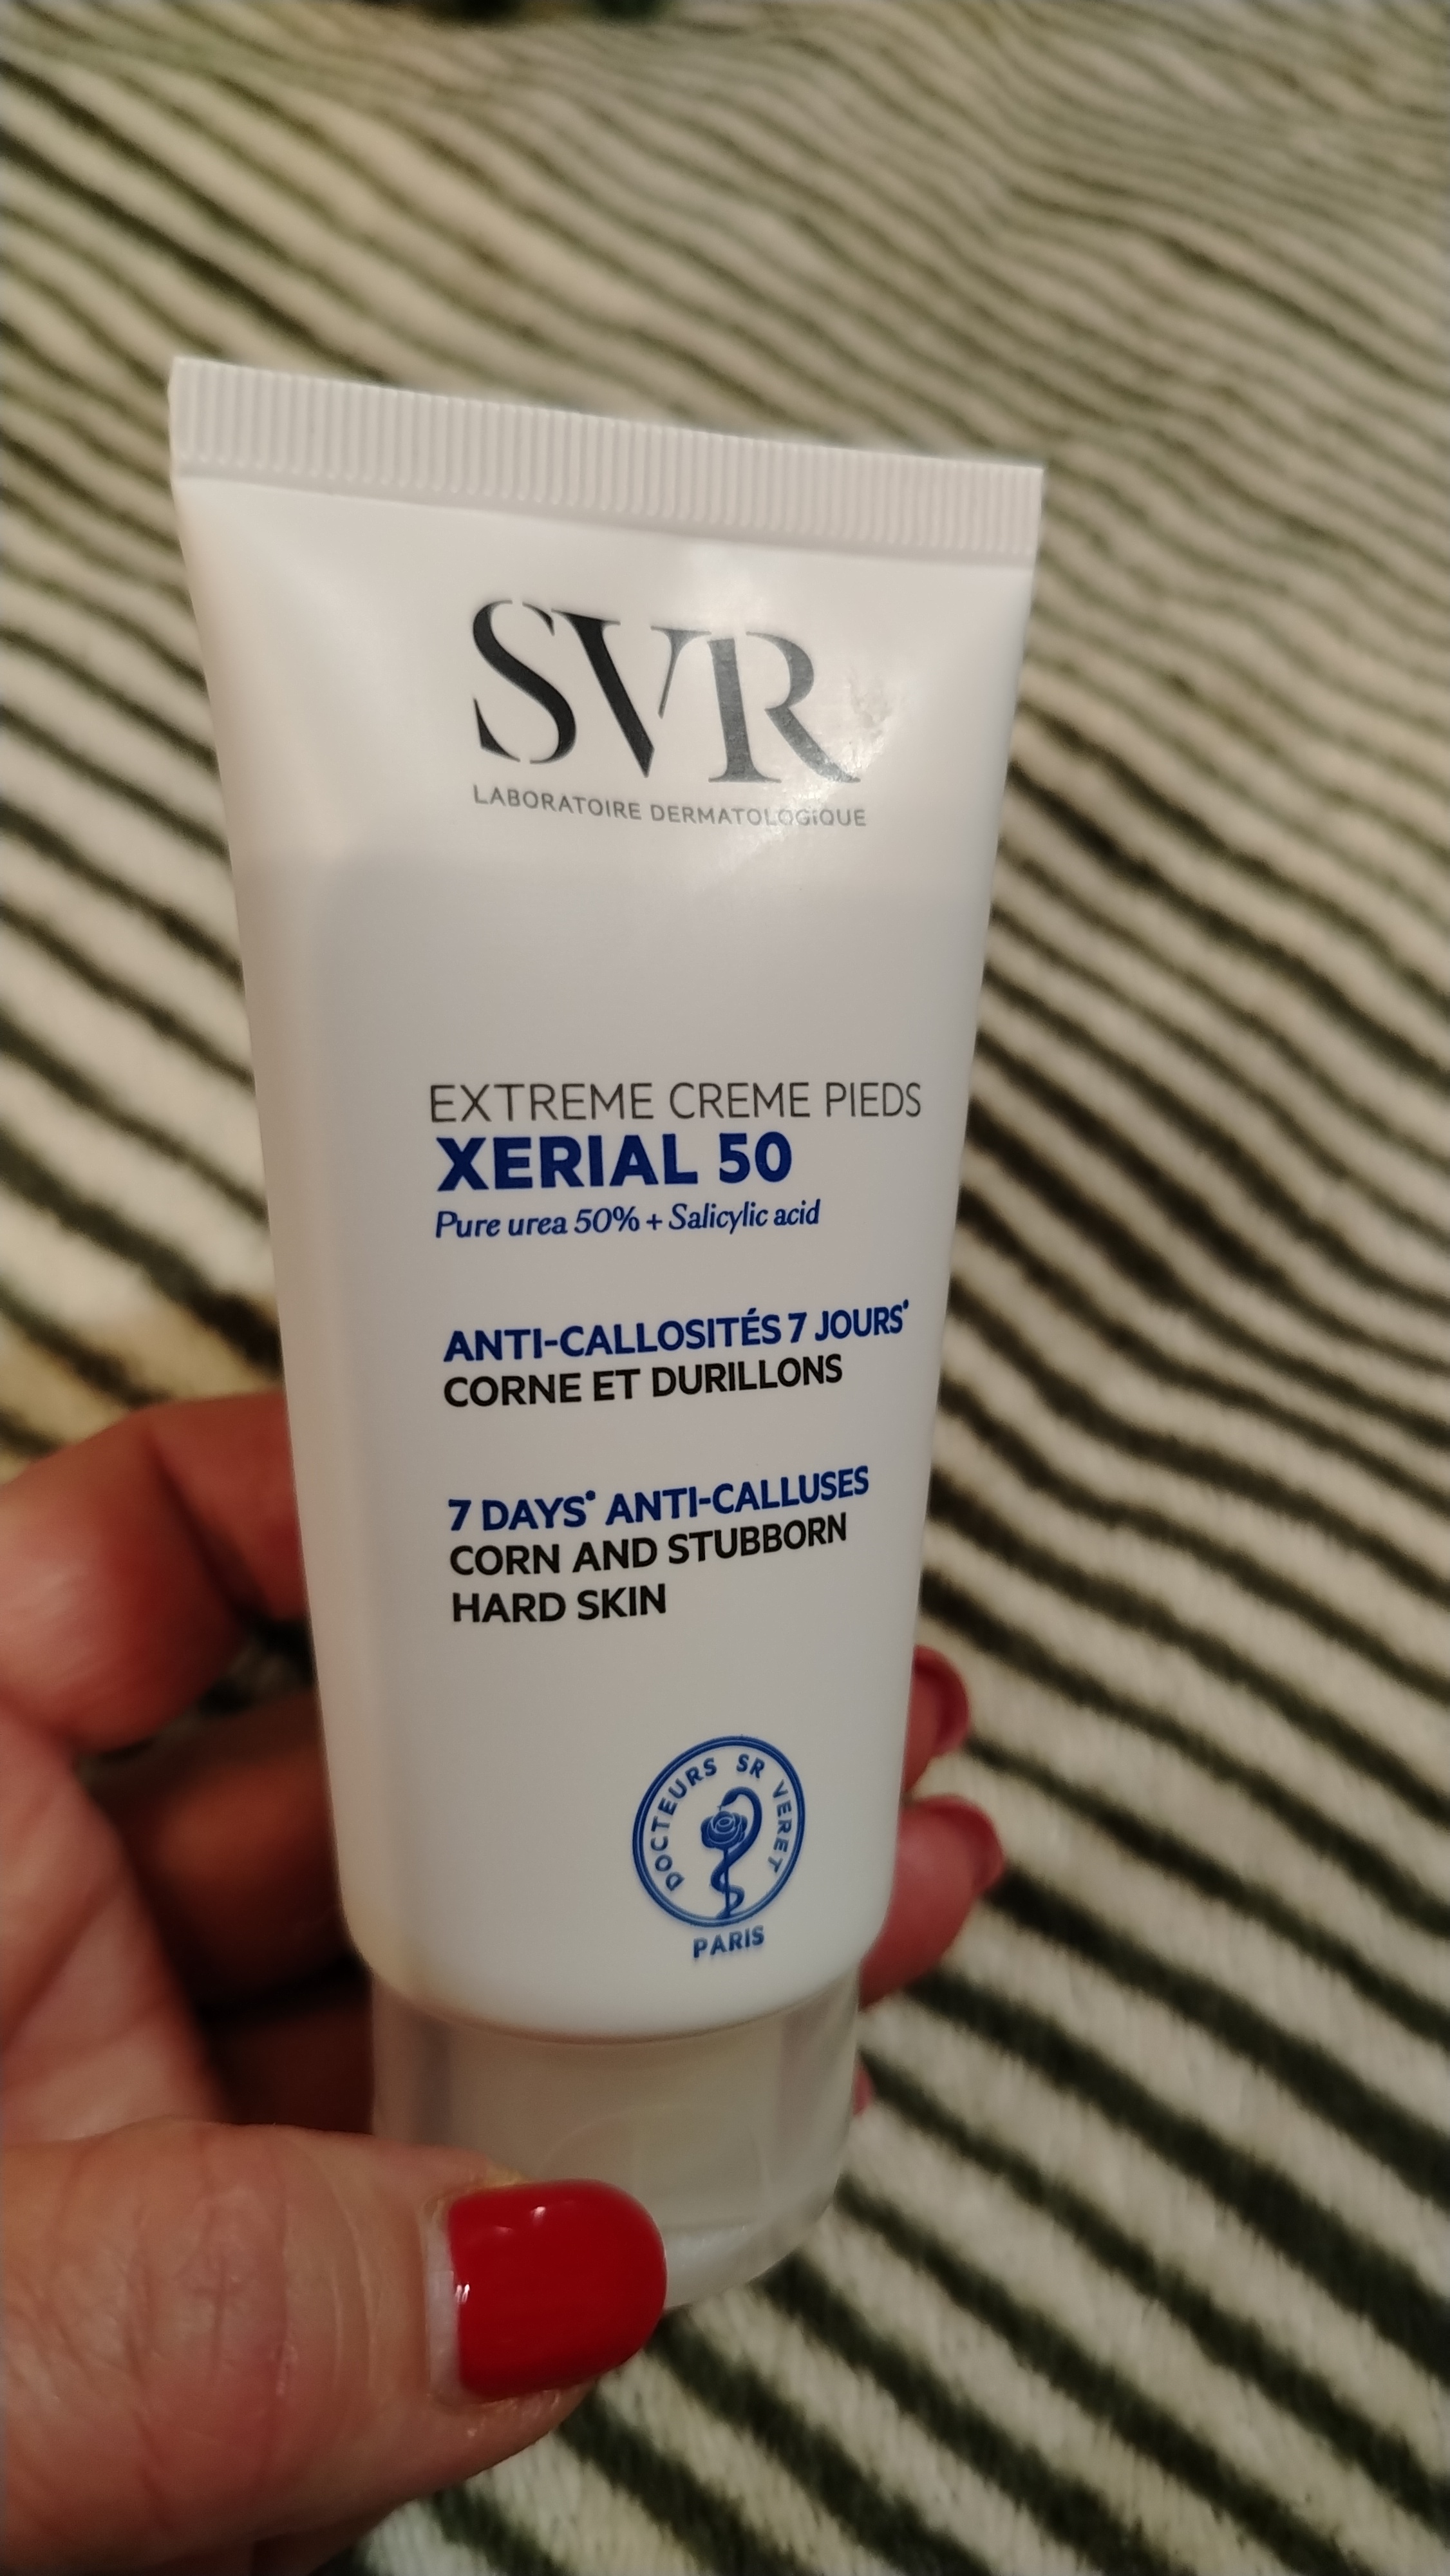 SVR
LABORATOIRE DERMATOLOGIQUE
EXTREME CREME PIEDS
XERIAL 50
Pure urea 50% + Salicylic acid
ANTI-CALLOSITÉS 7 JOURS*
CORNE ET DURILLONS
7 DAYS* ANTI-CALLUSES
CORN AND STUBBORN
HARD SKIN
DOCTEURS SR VERET
PARIS